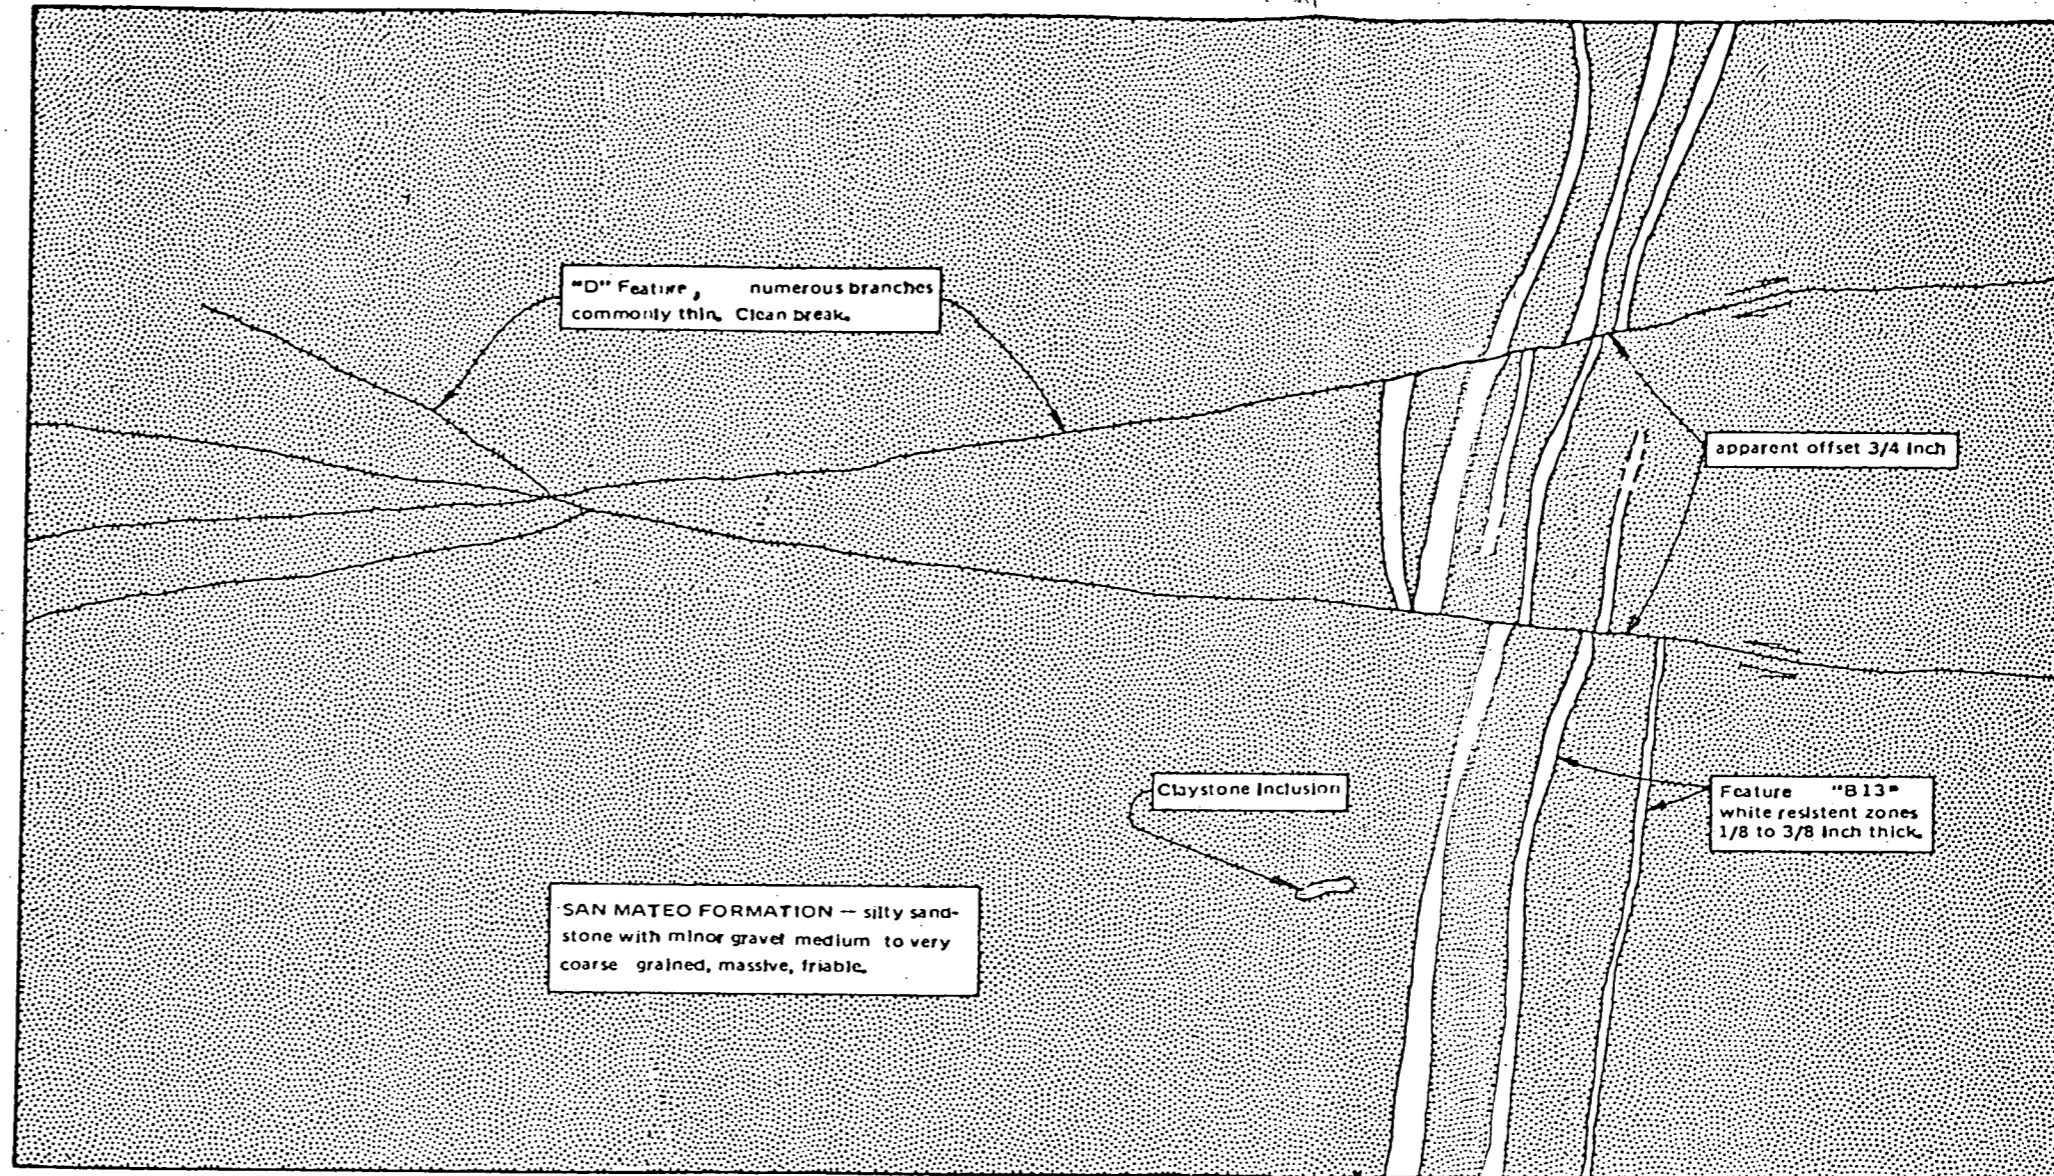 "D" Feature, numerous branches
commonly thin. Clean break.
apparent offset 3/4 inch
Claystone Inclusion
Feature "B13"
white resistent zones
1/8 to 3/8 inch thick.
SAN MATEO FORMATION — silty sand-
stone with minor gravel medium to very
coarse grained, massive, friable.